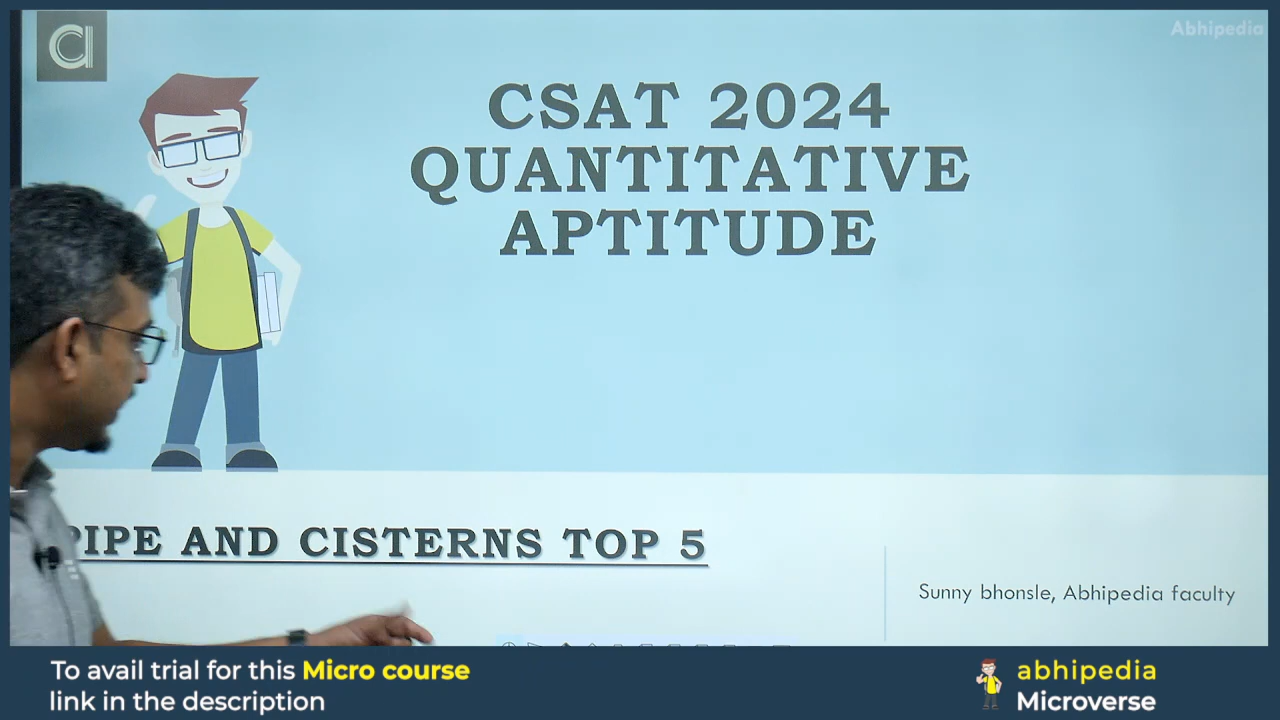 Abhipedia
CSAT 2024
QUANTITATIVE
APTITUDE
PIPE AND CISTERNS TOP 5
Sunny bhonsle, Abhipedia faculty
To avail trial for this Micro course
link in the description
abhipedia
Microverse